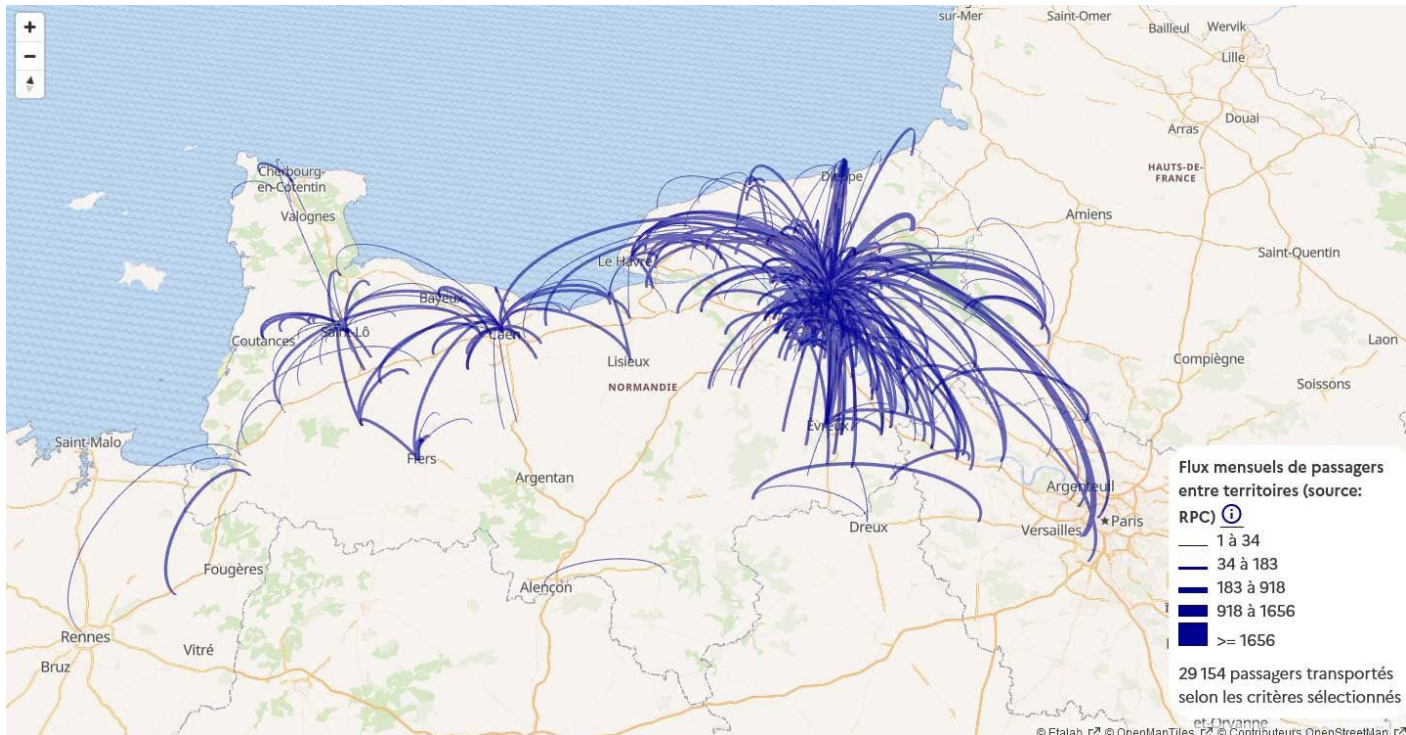 +
−
sur-Mer
Saint-Omer
Bailleul
Wervik
Lille
Douai
Arras
HAUTS-DE-
FRANCE
Cherbourg-
en-Cotentin
Valognes
Dieppe
Amiens
Saint-Quentin
Le Havre
Bayeux
Saint-Lô
Caen
Coutances
Lisieux
NORMANDIE
Laon
Compiègne
Soissons
Saint-Malo
Flers
Évreux
Argentan
Argenteuil
Versailles
★Paris
Dreux
Fougères
Alençon
Rennes
Vitré
Bruz
Flux mensuels de passagers
entre territoires (source:
RPC) ⓘ
1 à 34
34 à 183
183 à 918
918 à 1656
>= 1656
29 154 passagers transportés
selon les critères sélectionnés
et-Orvanne
© Etalab © OpenMapTiles © Contributeurs OpenStreetMap